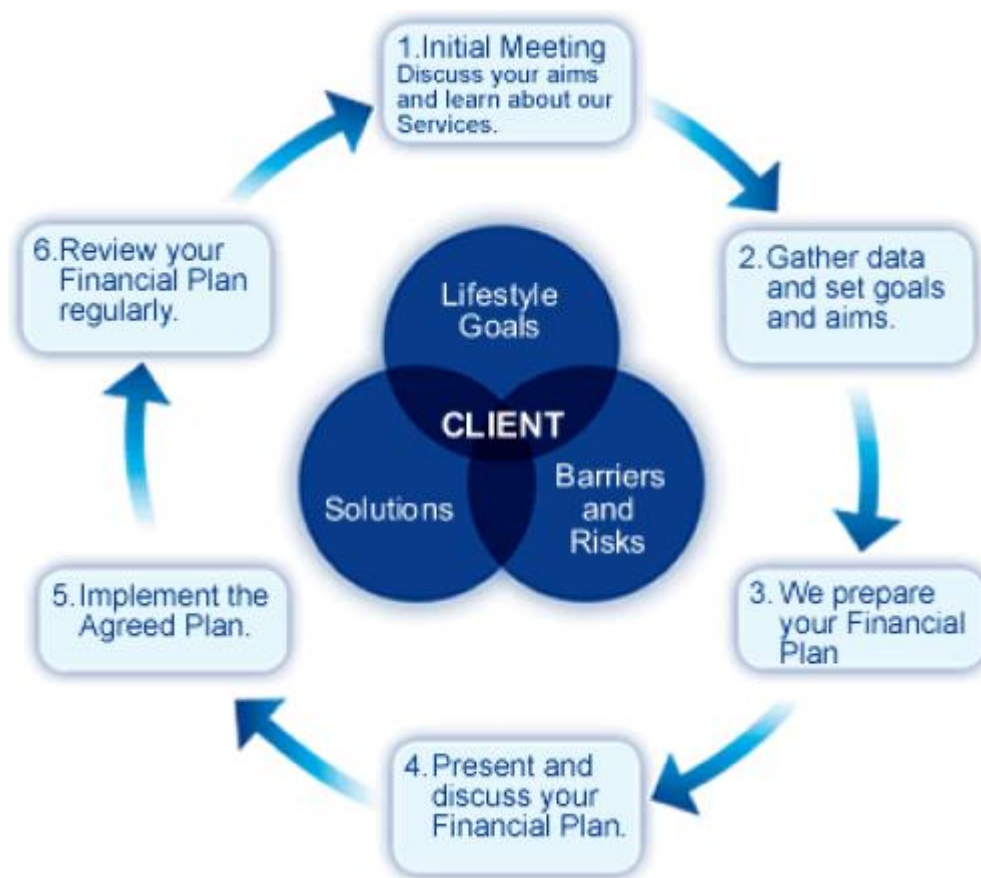 1.Initial Meeting
Discuss your aims
and learn about our
Services.
2. Gather data
and set goals
and aims.
3. We prepare
your Financial
Plan
4. Present and
discuss your
Financial Plan.
5. Implement the
Agreed Plan.
6. Review your
Financial Plan
regularly.
Lifestyle
Goals
CLIENT
Solutions
Barriers
and
Risks